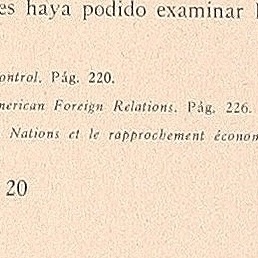 es haya podido examinar
ontrol. Pág. 220.
merican Foreign Relations. Pág. 226.
Nations et le rapprochement économ
20